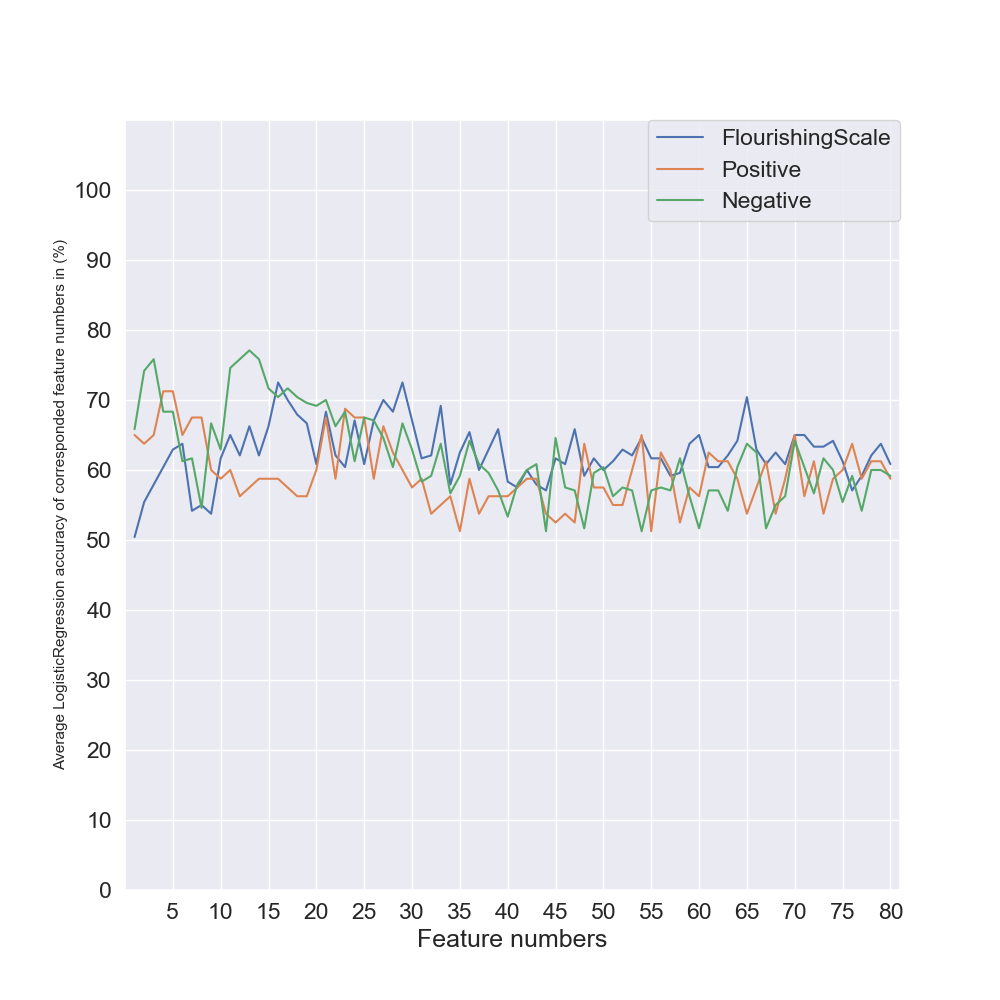 FlourishingScale
Positive
Negative
100
90
80
70
60
50
40
30
20
10
0
Average LogisticRegression accuracy of corresponded feature numbers in (%)
5 10 15 20 25 30 35 40 45 50 55 60 65 70 75 80
Feature numbers